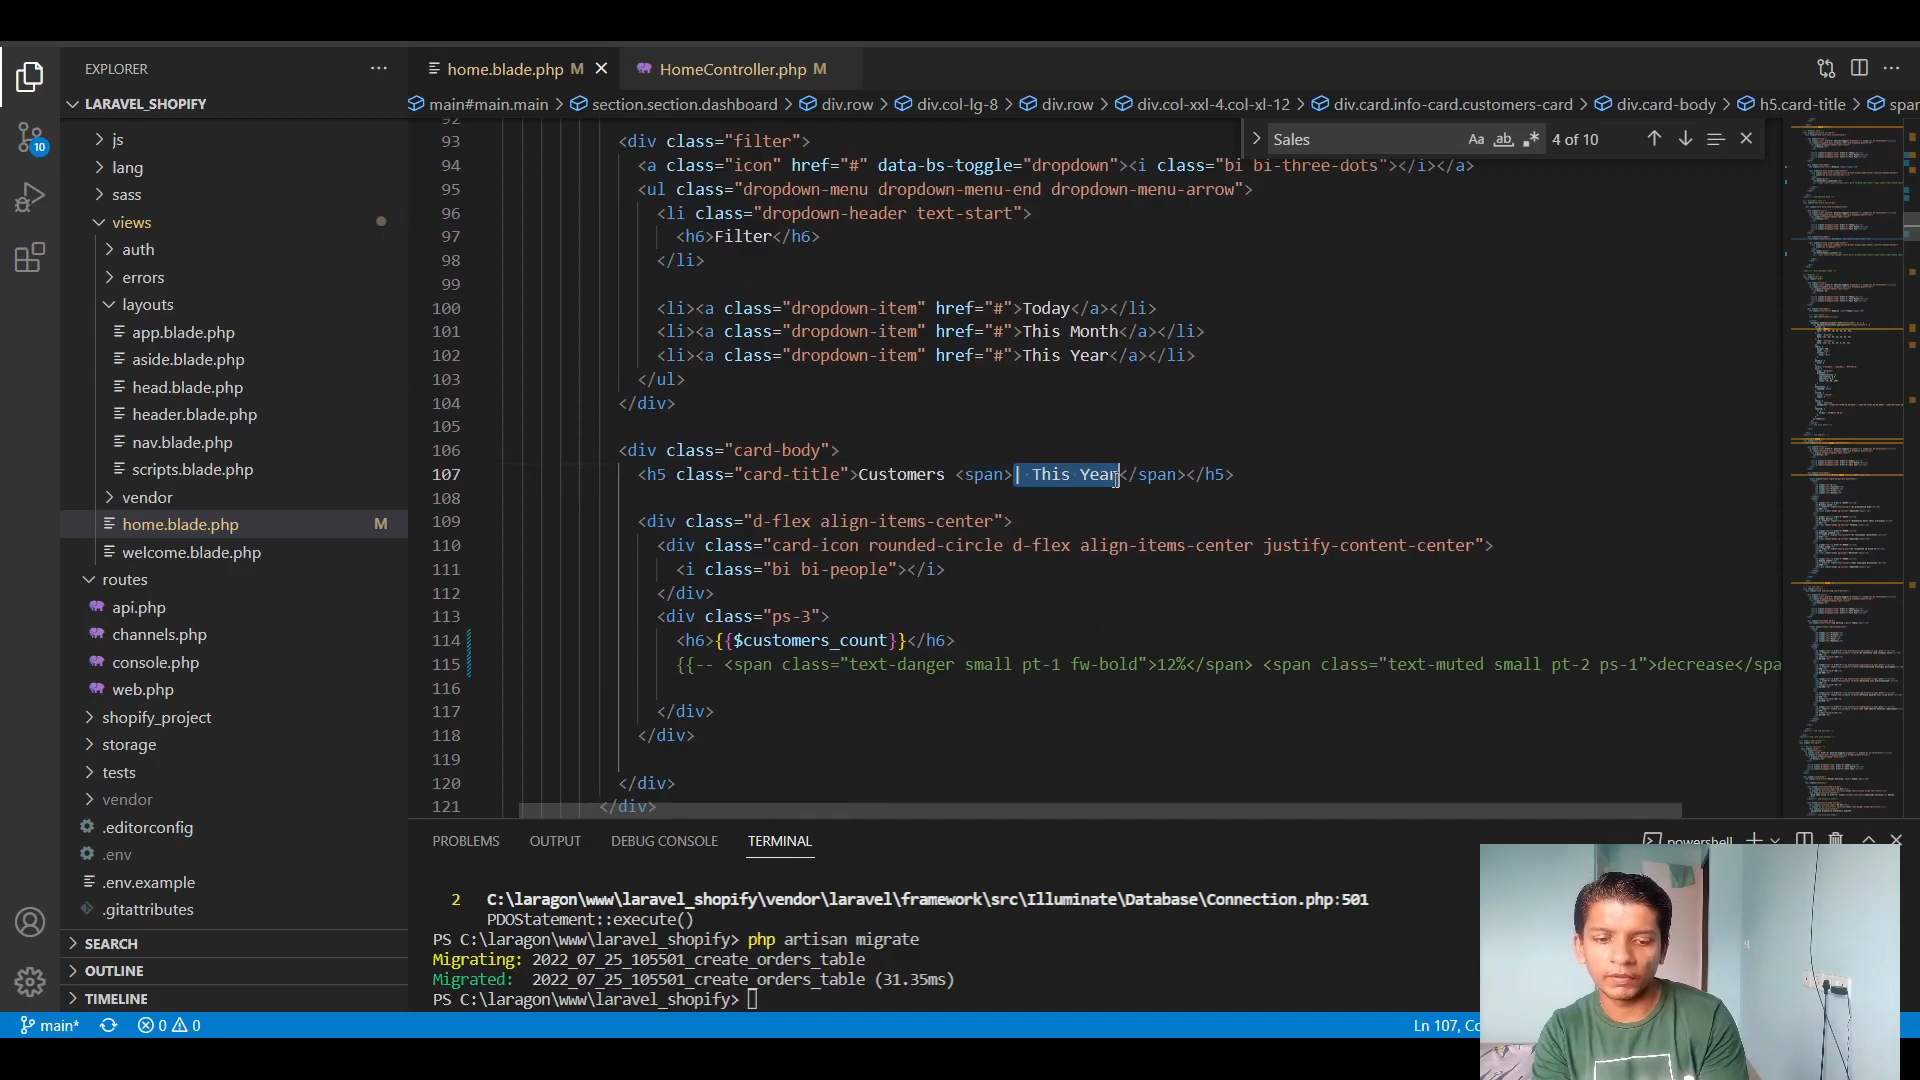 EXPLORER
LARAVEL_SHOPIFY
js
lang
sass
views
auth
errors
layouts
app.blade.php
aside.blade.php
head.blade.php
header.blade.php
nav.blade.php
scripts.blade.php
vendor
home.blade.php M
welcome.blade.php
routes
api.php
channels.php
console.php
web.php
shopify_project
storage
tests
vendor
.editorconfig
.env
.env.example
.gitattributes
SEARCH
OUTLINE
TIMELINE
10
home.blade.php M
HomeController.php M
main#main.main > section.section.dashboard > div.row > div.col-lg-8 > div.row > div.col-xxl-4.col-xl-12 > div.card.info-card.customers-card > div.card-body > h5.card-title > span
Sales Aa ab 4 of 10
92
93 <div class="filter">
94 <a class="icon" href="#" data-bs-toggle="dropdown"><i class="bi bi-three-dots"></i></a>
95 <ul class="dropdown-menu dropdown-menu-end dropdown-menu-arrow">
96 <li class="dropdown-header text-start">
97 <h6>Filter</h6>
98 </li>
99
100 <li><a class="dropdown-item" href="#">Today</a></li>
101 <li><a class="dropdown-item" href="#">This Month</a></li>
102 <li><a class="dropdown-item" href="#">This Year</a></li>
103 </ul>
104 </div>
105
106 <div class="card-body">
107 <h5 class="card-title">Customers <span>| This Year</span></h5>
108
109 <div class="d-flex align-items-center">
110 <div class="card-icon rounded-circle d-flex align-items-center justify-content-center">
111 <i class="bi bi-people"></i>
112 </div>
113 <div class="ps-3">
114 <h6>{{$customers_count}}</h6>
115 {{-- <span class="text-danger small pt-1 fw-bold">12%</span> <span class="text-muted small pt-2 ps-1">decrease</spa
116
117 </div>
118 </div>
119
120 </div>
121 </div>
PROBLEMS OUTPUT DEBUG CONSOLE TERMINAL
powershell
2 C:\laragon\www\laravel_shopify\vendor\laravel\framework\src\Illuminate\Database\Connection.php:501
PDOStatement::execute()
PS C:\laragon\www\laravel_shopify> php artisan migrate
Migrating: 2022_07_25_105501_create_orders_table
Migrated: 2022_07_25_105501_create_orders_table (31.35ms)
PS C:\laragon\www\laravel_shopify>
main* 0 0
Ln 107, Co